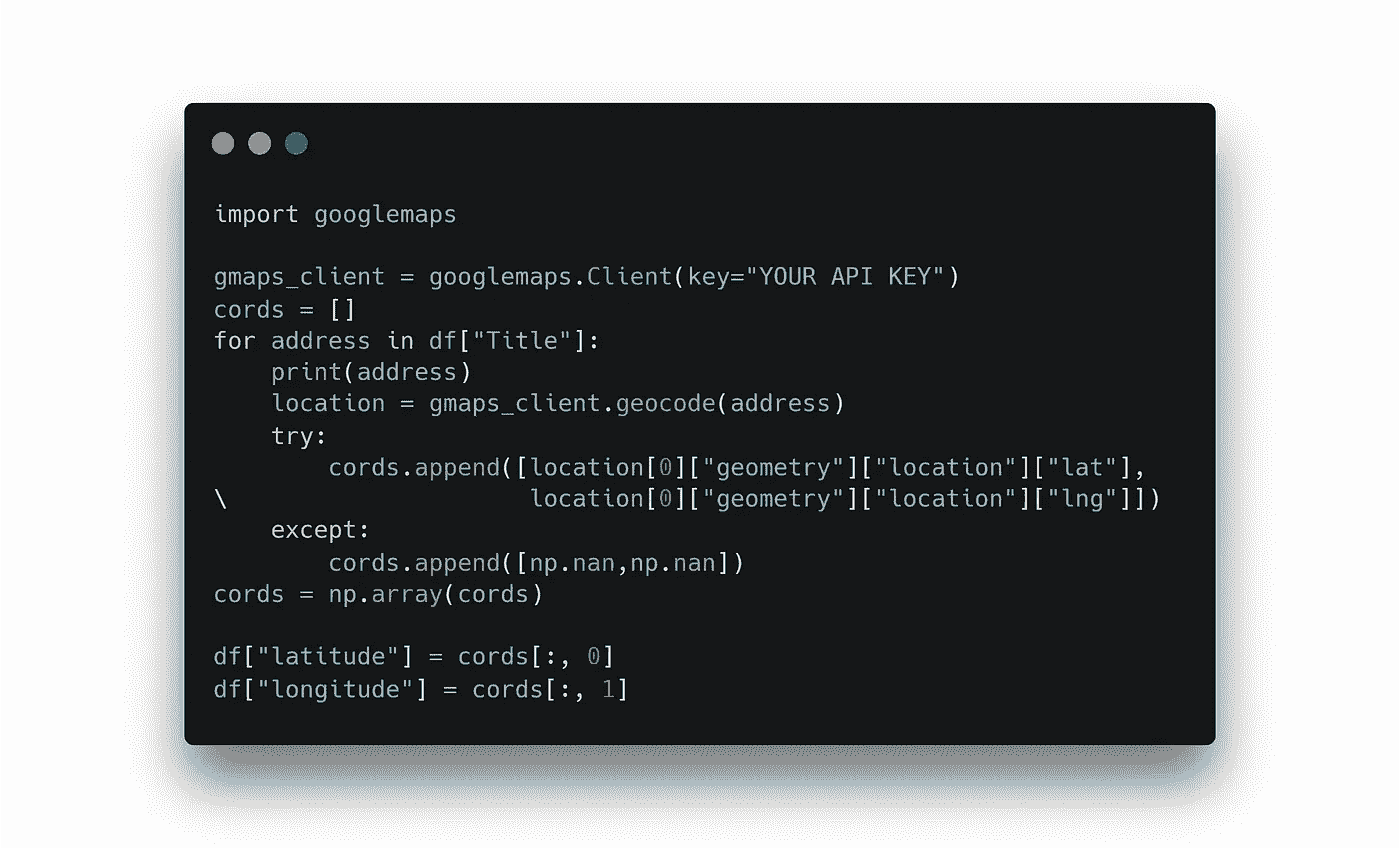 import googlemaps

gmaps_client = googlemaps.Client(key="YOUR API KEY")
cords = []
for address in df["Title"]:
    print(address)
    location = gmaps_client.geocode(address)
    try:
        cords.append([location[0]["geometry"]["location"]["lat"],
\                     location[0]["geometry"]["location"]["lng"]])
    except:
        cords.append([np.nan,np.nan])
cords = np.array(cords)

df["latitude"] = cords[:, 0]
df["longitude"] = cords[:, 1]